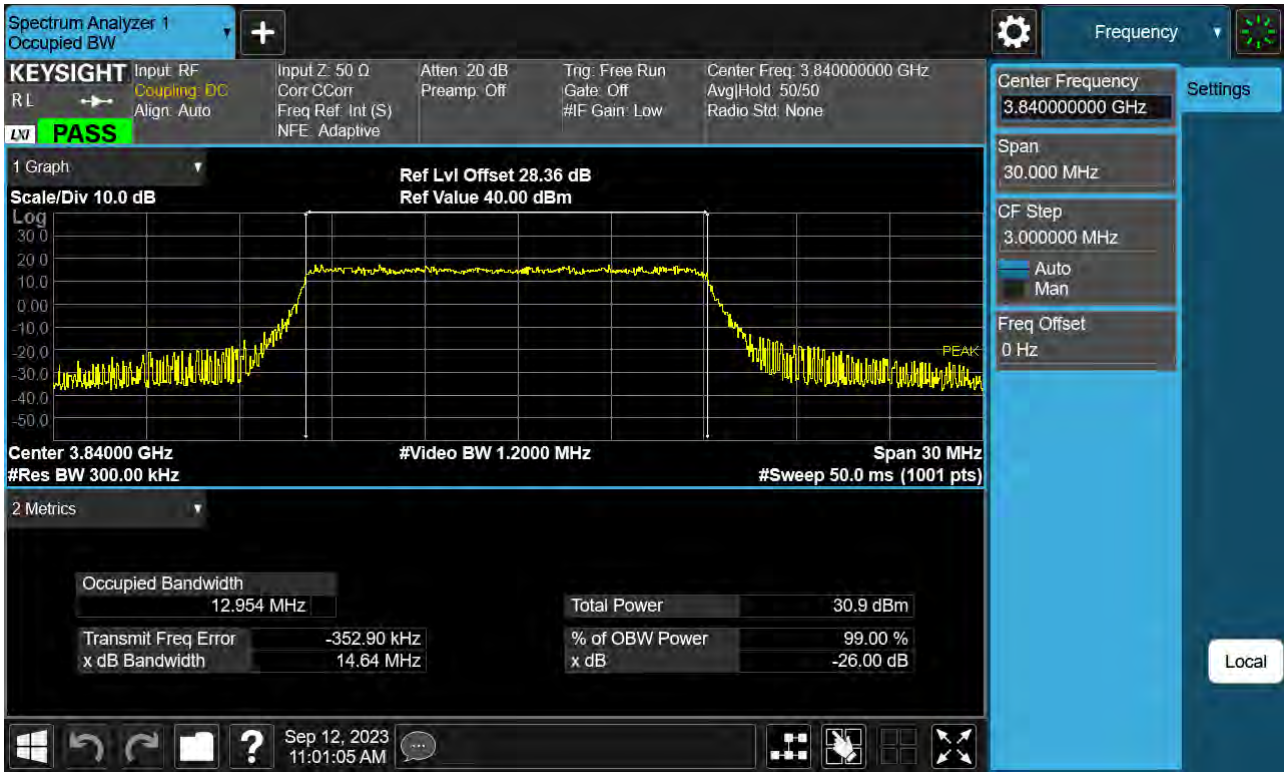 Spectrum Analyzer 1
Occupied BW
Frequency
KEYSIGHT
RL
LXI PASS
Input: RF
Coupling: DC
Align: Auto
Input Z: 50 Ω
Corr CCorr
Freq Ref: Int (S)
NFE: Adaptive
Atten: 20 dB
Preamp: Off
Trig: Free Run
Gate: Off
#IF Gain: Low
Center Freq: 3.840000000 GHz
Avg|Hold: 50/50
Radio Std: None
1 Graph
Scale/Div 10.0 dB
Ref Lvl Offset 28.36 dB
Ref Value 40.00 dBm
Log
30.0
20.0
10.0
0.00
-10.0
-20.0
-30.0
-40.0
-50.0
PEAK
Center 3.84000 GHz
#Video BW 1.2000 MHz
Span 30 MHz
#Res BW 300.00 kHz
#Sweep 50.0 ms (1001 pts)
2 Metrics
Occupied Bandwidth
12.954 MHz
Total Power 30.9 dBm
Transmit Freq Error -352.90 kHz
% of OBW Power 99.00 %
x dB Bandwidth 14.64 MHz
x dB -26.00 dB
Center Frequency
3.840000000 GHz
Settings
Span
30.000 MHz
CF Step
3.000000 MHz
Auto
Man
Freq Offset
0 Hz
Local
?
Sep 12, 2023
11:01:05 AM